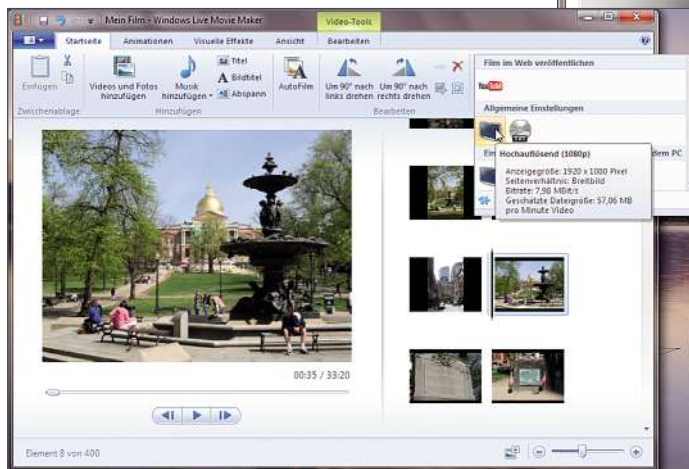 Mein Film - Windows Live Movie Maker
Video-Tools
Startseite
Animationen
Visuelle Effekte
Ansicht
Bearbeiten
Einfügen
Zwischenablage
Videos und Fotos
hinzufügen
Musik
hinzufügen
Titel
Bildtitel
Abspann
Hinzufügen
AutoFilm
Um 90° nach
links drehen
Um 90° nach
rechts drehen
Bearbeiten
Film im Web veröffentlichen
YouTube
Allgemeine Einstellungen
dem PC
Hochauflösend (1080p)
Anzeigegröße: 1920 x 1080 Pixel
Seitenverhältnis: Breitbild
Bitrate: 7,98 MBit/s
Geschätzte Dateigröße: 57,06 MB
pro Minute Video
00:35 / 33:20
Element 8 von 400